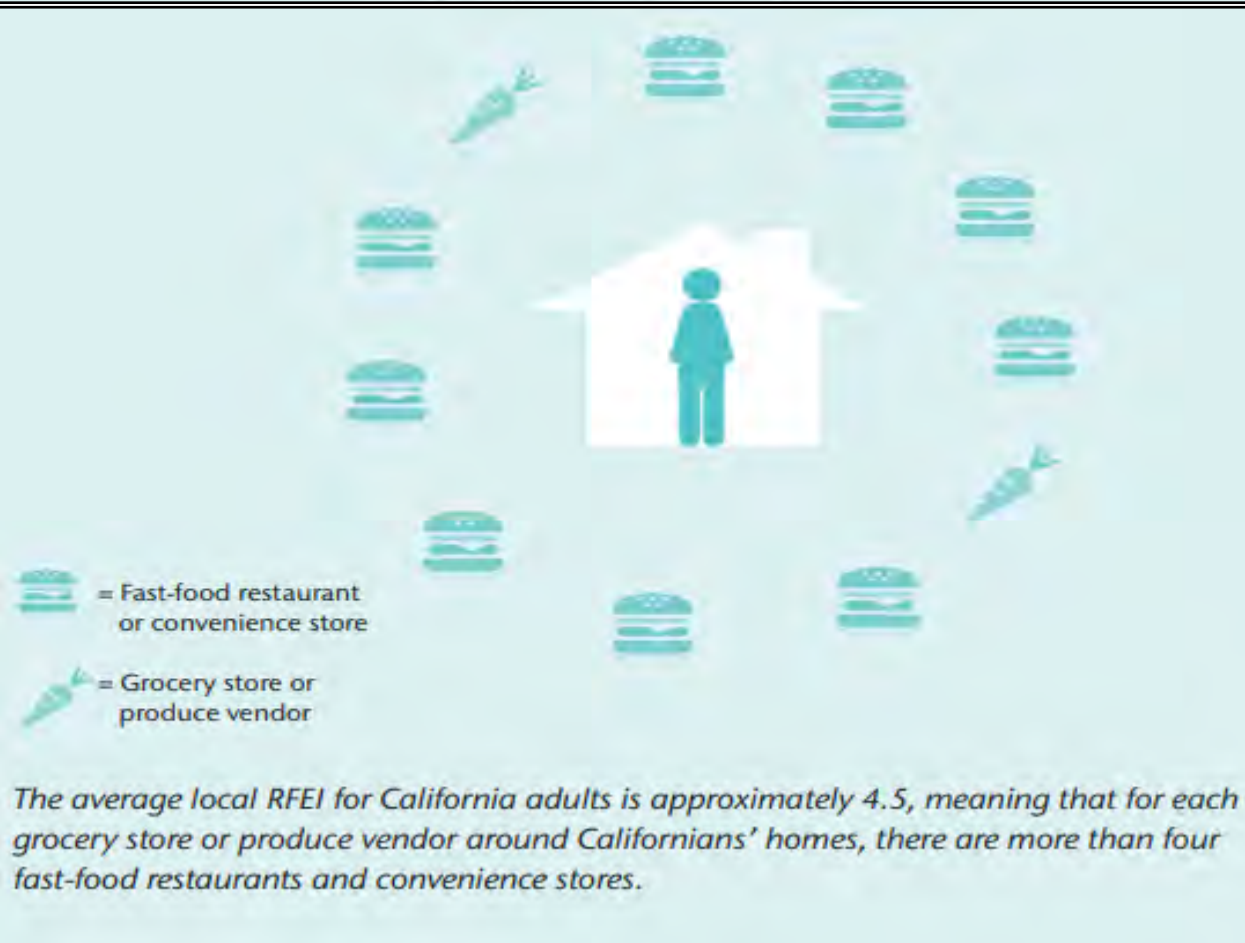 = Fast-food restaurant
or convenience store
= Grocery store or
produce vendor
The average local RFEI for California adults is approximately 4.5, meaning that for each
grocery store or produce vendor around Californians' homes, there are more than four
fast-food restaurants and convenience stores.